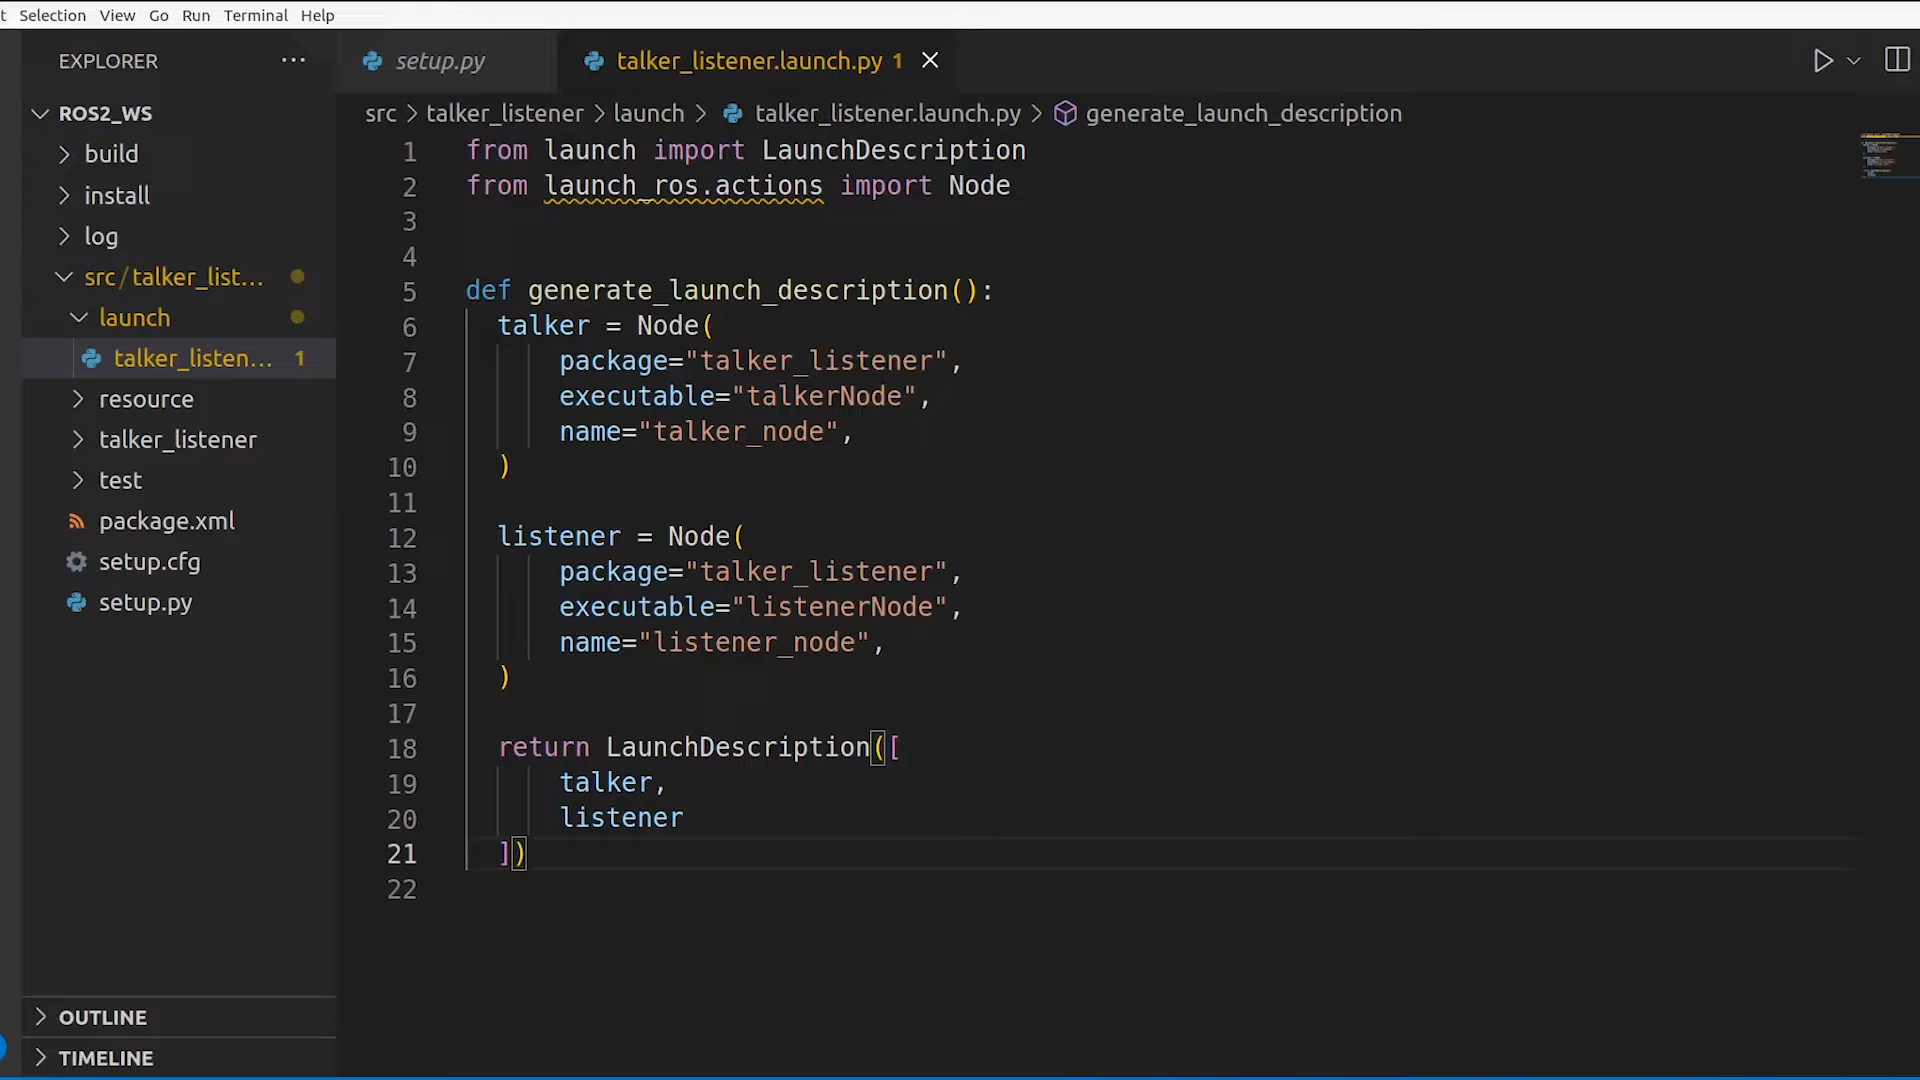 t Selection View Go Run Terminal Help
EXPLORER ···
ROS2_WS
build
install
log
src/talker_list...
launch
talker_listen... 1
resource
talker_listener
test
package.xml
setup.cfg
setup.py
OUTLINE
TIMELINE
setup.py
talker_listener.launch.py 1
src > talker_listener > launch > talker_listener.launch.py > generate_launch_description
1 from launch import LaunchDescription
2 from launch_ros.actions import Node
3
4
5 def generate_launch_description():
6 talker = Node(
7 package="talker_listener",
8 executable="talkerNode",
9 name="talker_node",
10 )
11
12 listener = Node(
13 package="talker_listener",
14 executable="listenerNode",
15 name="listener_node",
16 )
17
18 return LaunchDescription([
19 talker,
20 listener
21 ])
22